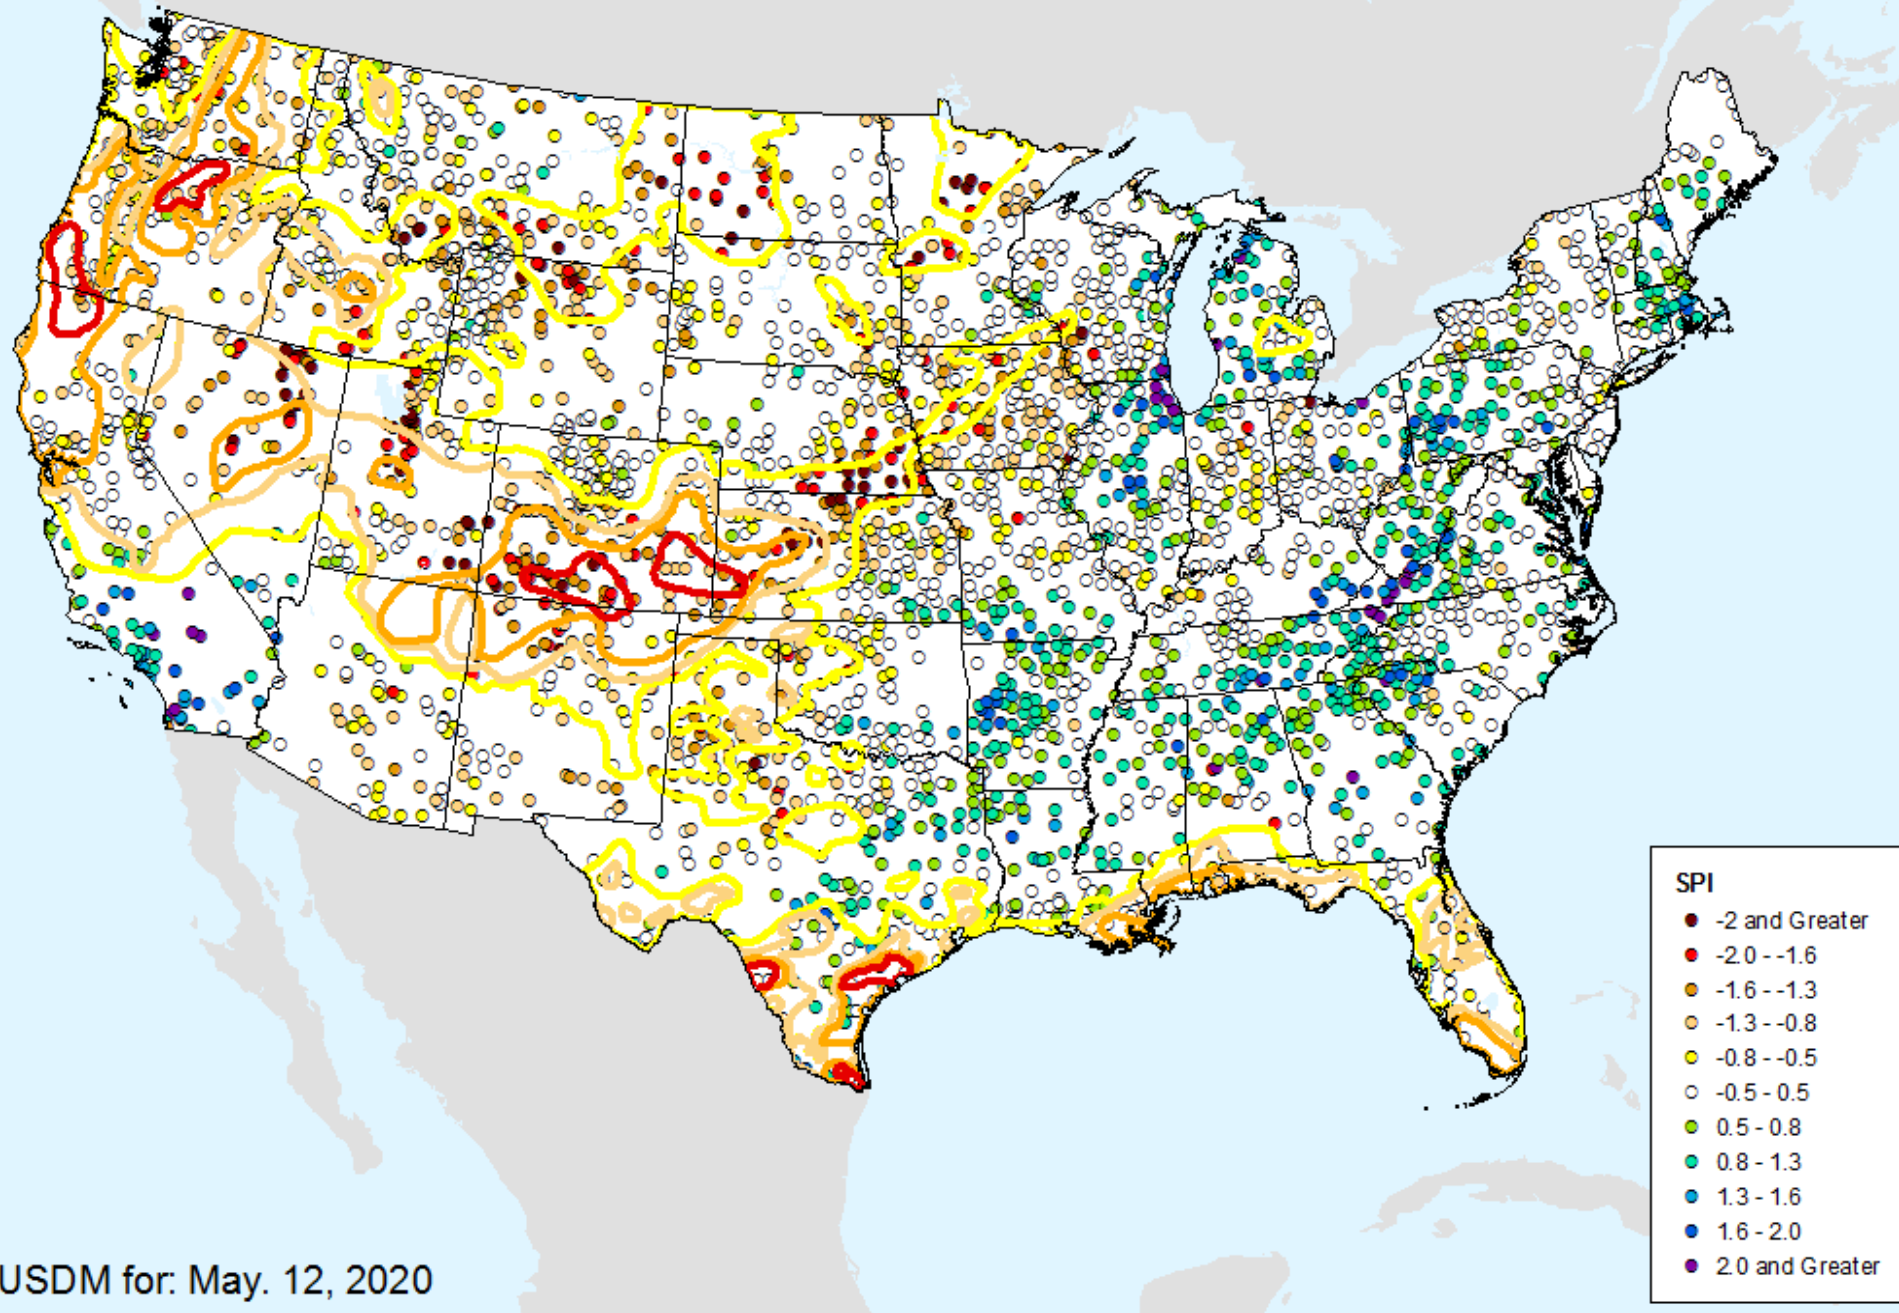 SPI
-2 and Greater
-2.0 - -1.6
-1.6 - -1.3
-1.3 - -0.8
-0.8 - -0.5
-0.5 - 0.5
0.5 - 0.8
0.8 - 1.3
1.3 - 1.6
1.6 - 2.0
2.0 and Greater
USDM for: May. 12, 2020